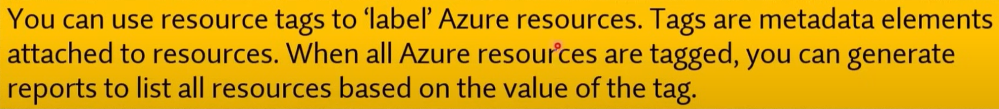 You can use resource tags to ‘label’ Azure resources. Tags are metadata elements
attached to resources. When all Azure resources are tagged, you can generate
reports to list all resources based on the value of the tag.